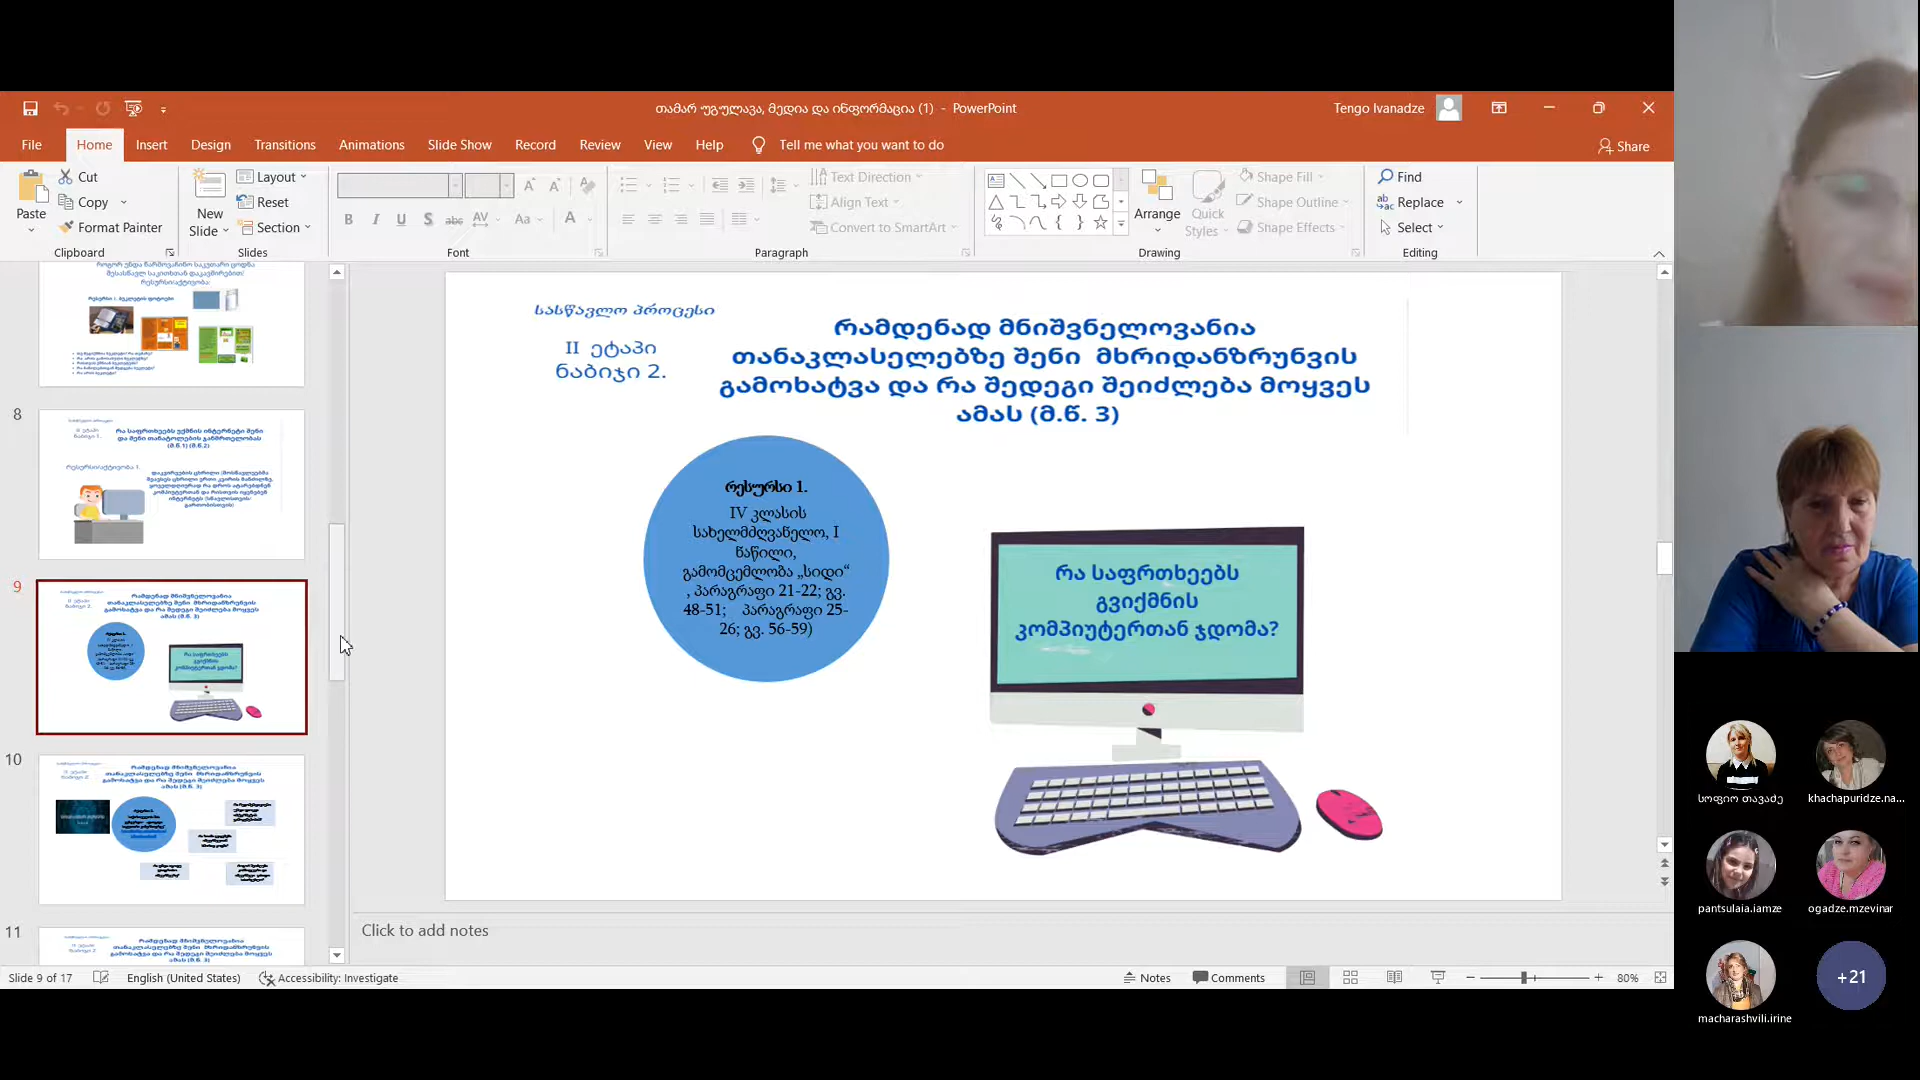 თამარ უგულავა, მედია და ინფორმაცია (1) - PowerPoint
Tengo Ivanadze
File
Home
Insert
Design
Transitions
Animations
Slide Show
Record
Review
View
Help
Tell me what you want to do
Share
Paste
Cut
Copy
Format Painter
Clipboard
New
Slide
Layout
Reset
Section
Slides
Font
Text Direction
Align Text
Convert to SmartArt
Paragraph
Arrange
Quick
Styles
Shape Fill
Shape Outline
Shape Effects
Drawing
Find
Replace
Select
Editing
8
9
10
11
სასწავლო პროცესი
II ეტაპი
ნაბიჯი 2.
რამდენად მნიშვნელოვანია
თანაკლასელებზე შენი მხრიდანზრუნვის
გამოხატვა და რა შედეგი შეიძლება მოყვეს
ამას (მ.წ. 3)
რესურსი 1.
IV კლასის
სახელმძღვანელო, I
ნაწილი,
გამომცემლობა „სიდი“
, პარაგრაფი 21-22; გვ.
48-51; პარაგრაფი 25-
26; გვ. 56-59)
რა საფრთხეებს
გვიქმნის
კომპიუტერთან ჯდომა?
Click to add notes
Slide 9 of 17
English (United States)
Accessibility: Investigate
Notes
Comments
80%
სოფიო თავაძე
khachapuridze.na...
pantsulaia.iamze
ogadze.mzevinar
macharashvili.irine
+21